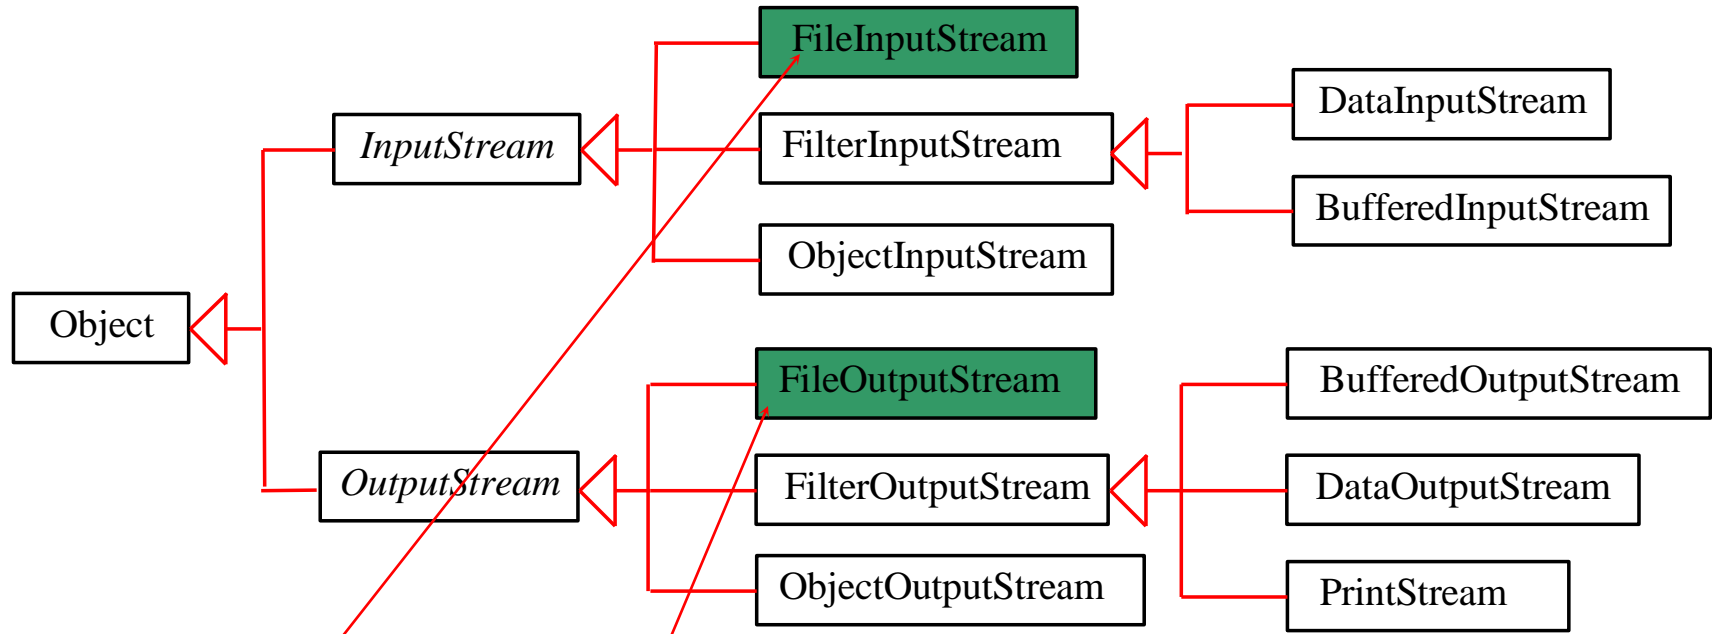 FileInputStream
DataInputStream
InputStream
FilterInputStream
BufferedInputStream
ObjectInputStream
Object
FileOutputStream
BufferedOutputStream
OutputStream
FilterOutputStream
DataOutputStream
ObjectOutputStream
PrintStream